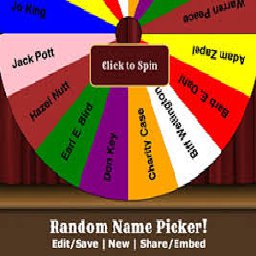 Jo King
Warren Peace
Jack Pott
Adam Zapel
Click to Spin
Hazel Nutt
Barb E. Dahl
Earl E. Bird
Biff Wellington
Don Key
Charity Case
Random Name Picker!
Edit/Save | New | Share/Embed